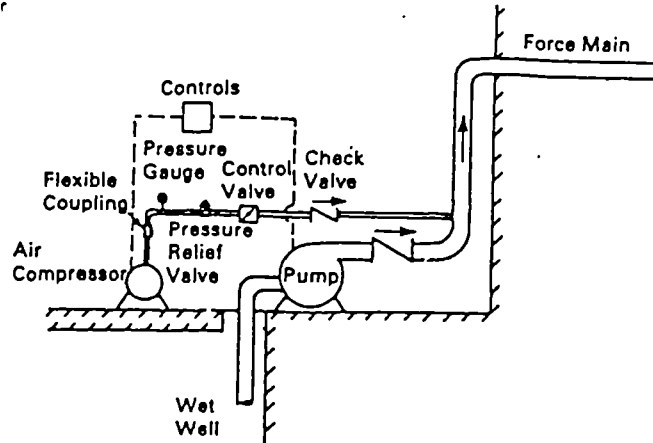 r
Force Main
Controls
Pressure
Gauge
Control
Valve
Check
Valve
Flexible
Coupling
Pressure
Relief
Valve
Air
Compressor
Pump
Wet
Well